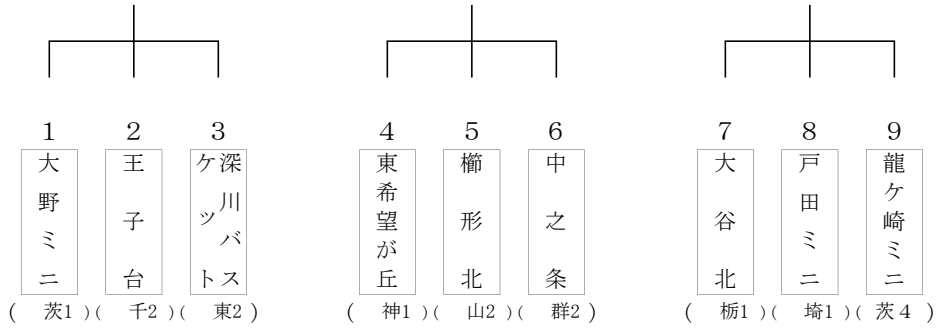 1 2 3 4 5 6 7 8 9
大野ミニ
王子台
深川バス
ケッット
東希望が丘
櫛形北
中之条
大谷北
戸田ミニ
龍ケ崎ミニ
( 茨1 )( 千2 )( 東2 ) ( 神1 )( 山2 )( 群2 ) ( 栃1 )( 埼1 )( 茨4 )